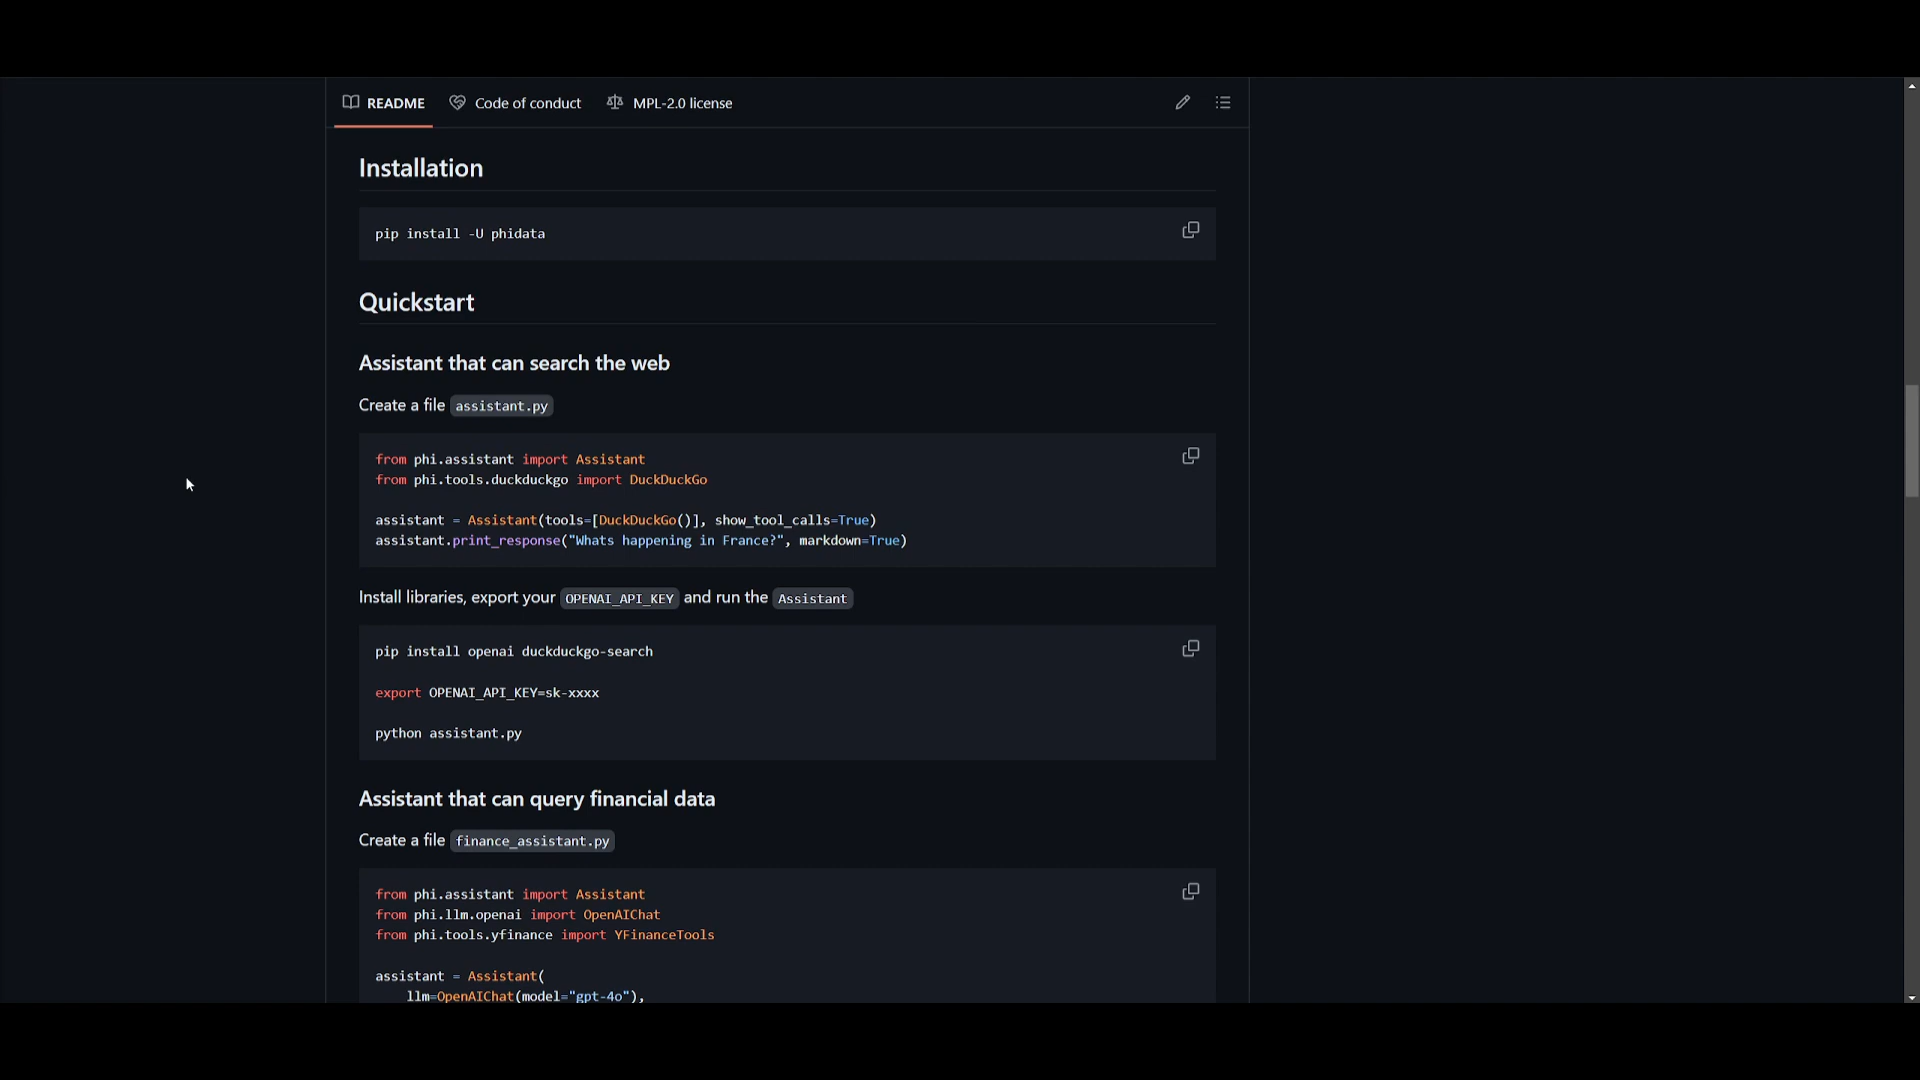 README Code of conduct MPL-2.0 license
Installation
pip install -U phidata
Quickstart
Assistant that can search the web
Create a file assistant.py
from phi.assistant import Assistant
from phi.tools.duckduckgo import DuckDuckGo
assistant = Assistant(tools=[DuckDuckGo()], show_tool_calls=True)
assistant.print_response("Whats happening in France?", markdown=True)
Install libraries, export your OPENAI_API_KEY and run the Assistant
pip install openai duckduckgo-search
export OPENAI_API_KEY=sk-xxxx
python assistant.py
Assistant that can query financial data
Create a file finance_assistant.py
from phi.assistant import Assistant
from phi.llm.openai import OpenAIChat
from phi.tools.yfinance import YFinanceTools
assistant = Assistant(
llm=OpenAIChat(model="gpt-4o"),